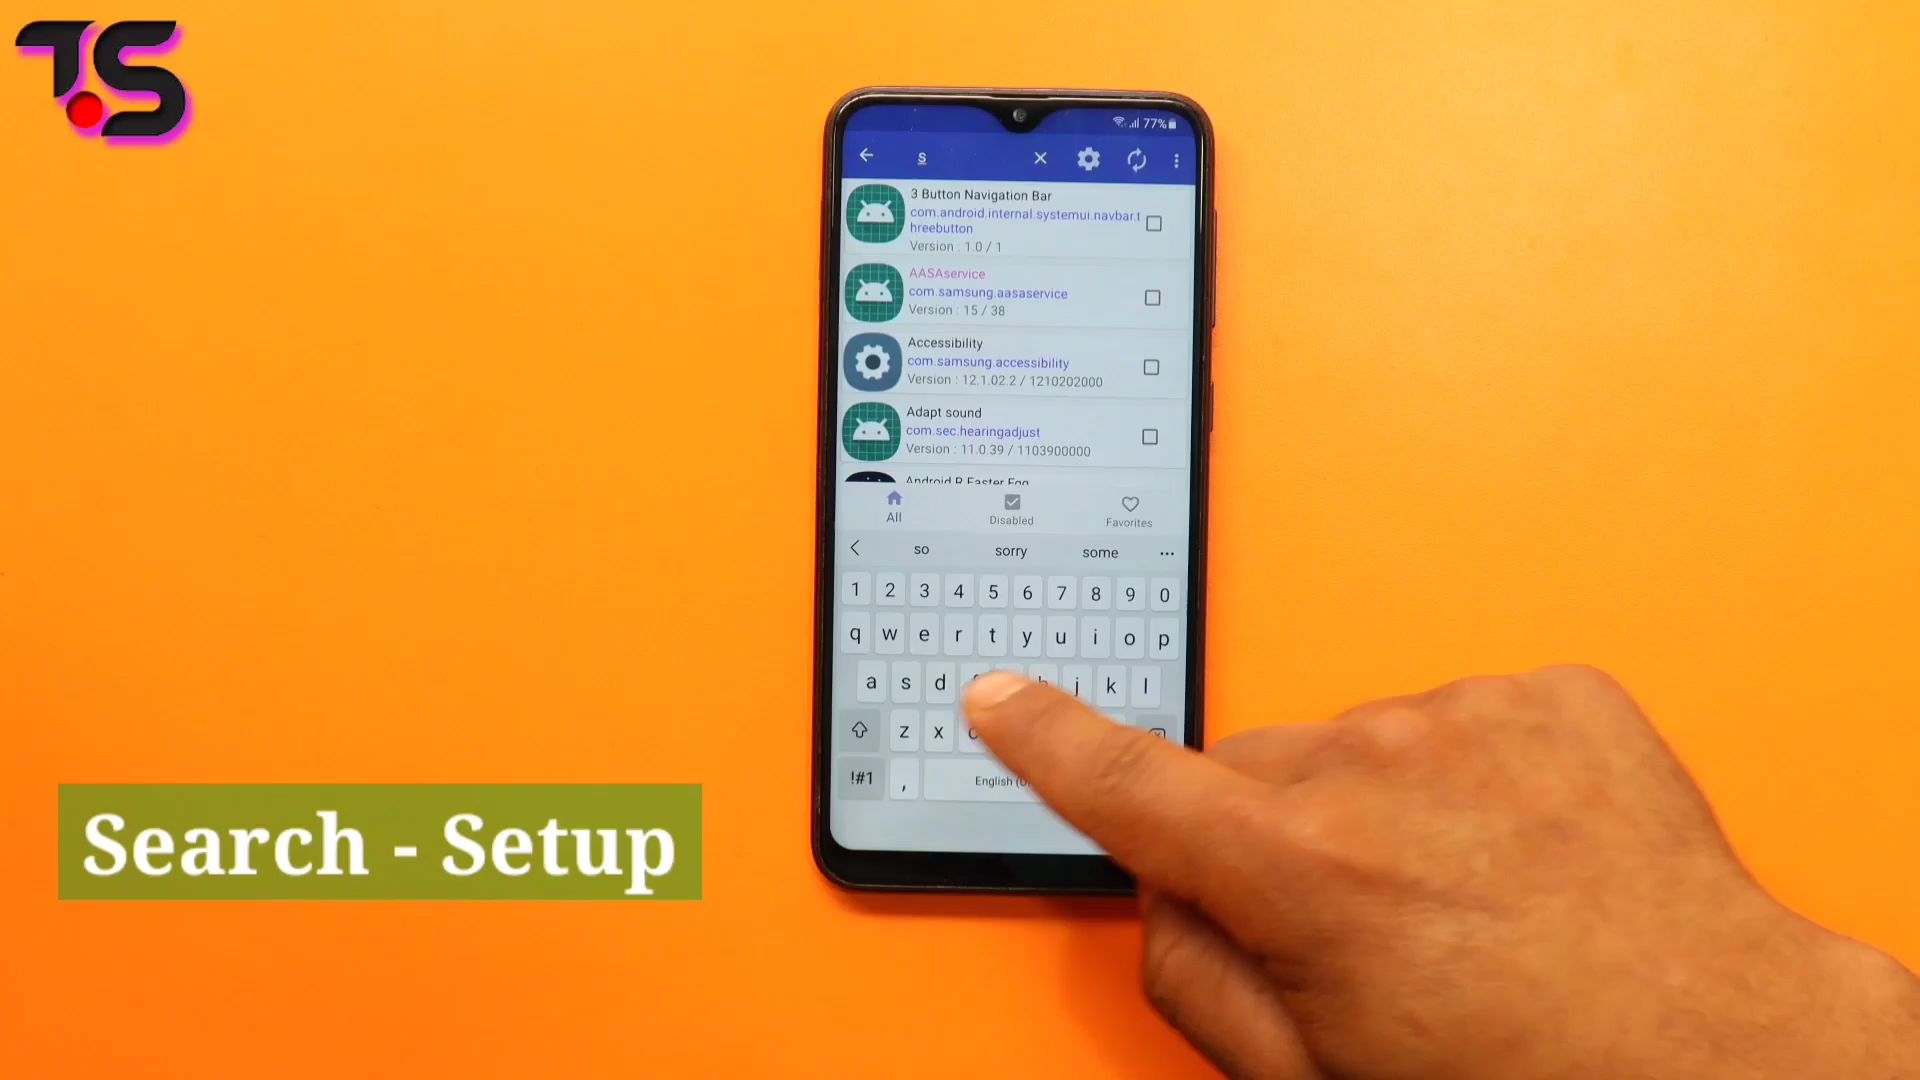 TS
77%
s
3 Button Navigation Bar
com.android.internal.systemui.navbar.t
hreebutton
Version : 1.0 / 1
AASAservice
com.samsung.aasaservice
Version : 15 / 38
Accessibility
com.samsung.accessibility
Version : 12.1.02.2 / 1210202000
Adapt sound
com.sec.hearingadjust
Version : 11.0.39 / 1103900000
Android R Easter Egg
All Disabled Favorites
so sorry some
1 2 3 4 5 6 7 8 9 0
q w e r t y u i o p
a s d j k l
z x
!#1 , English
Search - Setup